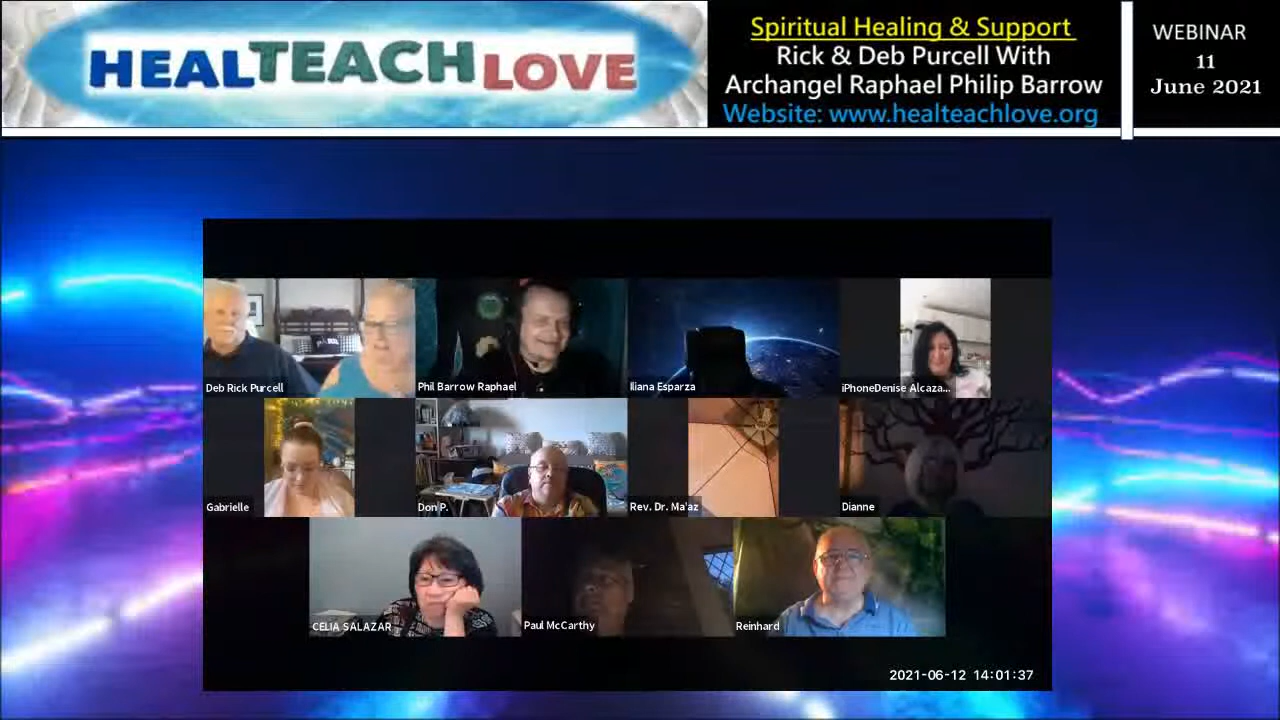 HEALTEACHLOVE
Spiritual Healing & Support
Rick & Deb Purcell With
Archangel Raphael Philip Barrow
Website: www.healteachlove.org
WEBINAR
11
June 2021
Deb Rick Purcell
Phil Barrow Raphael
Iliana Esparza
iPhoneDenise Alcaza...
Gabrielle
Don P.
Rev. Dr. Ma'az
Dianne
CELIA SALAZAR
Paul McCarthy
Reinhard
2021-06-12 14:01:37